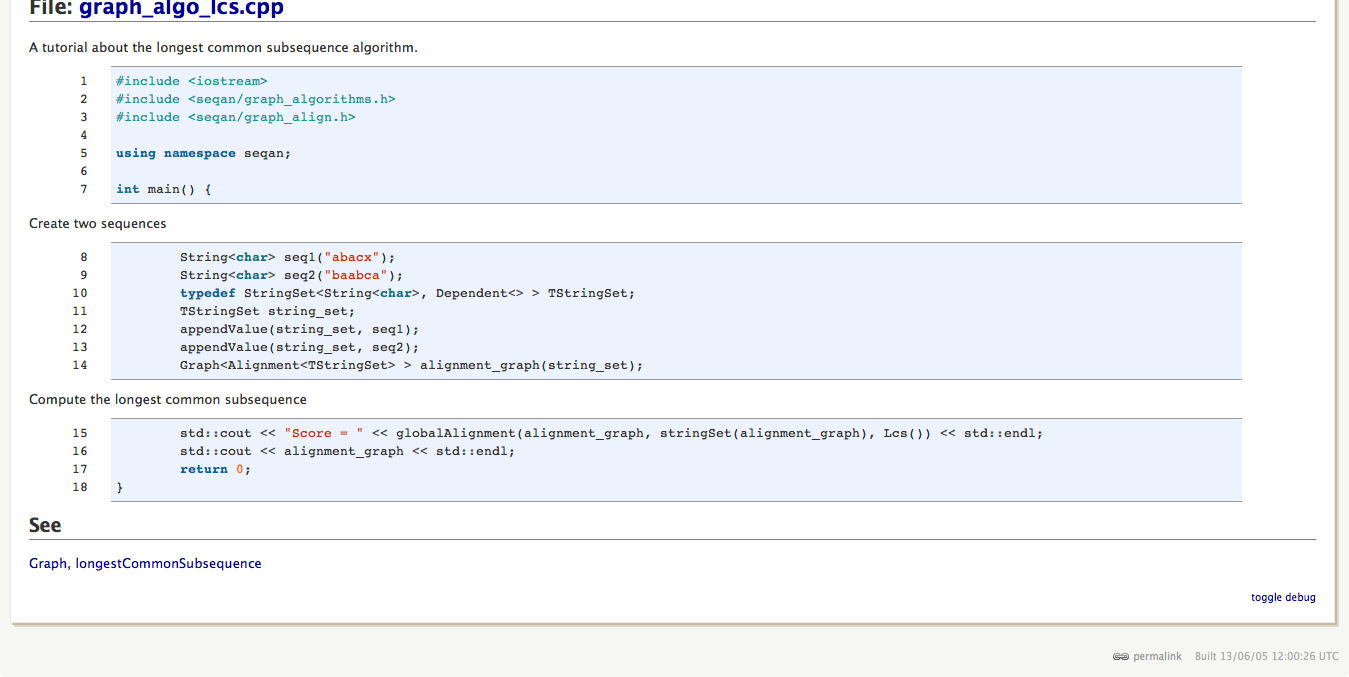 File: graph_algo_lcs.cpp
A tutorial about the longest common subsequence algorithm.
1 #include <iostream>
2 #include <seqan/graph_algorithms.h>
3 #include <seqan/graph_align.h>
4
5 using namespace seqan;
6
7 int main() {
Create two sequences
8 String<char> seq1("abacx");
9 String<char> seq2("baabca");
10 typedef StringSet<String<char>, Dependent<> > TStringSet;
11 TStringSet string_set;
12 appendValue(string_set, seq1);
13 appendValue(string_set, seq2);
14 Graph<Alignment<TStringSet> > alignment_graph(string_set);
Compute the longest common subsequence
15 std::cout << "Score = " << globalAlignment(alignment_graph, stringSet(alignment_graph), Lcs()) << std::endl;
16 std::cout << alignment_graph << std::endl;
17 return 0;
18 }
See
Graph, longestCommonSubsequence
toggle debug
permalink Built 13/06/05 12:00:26 UTC